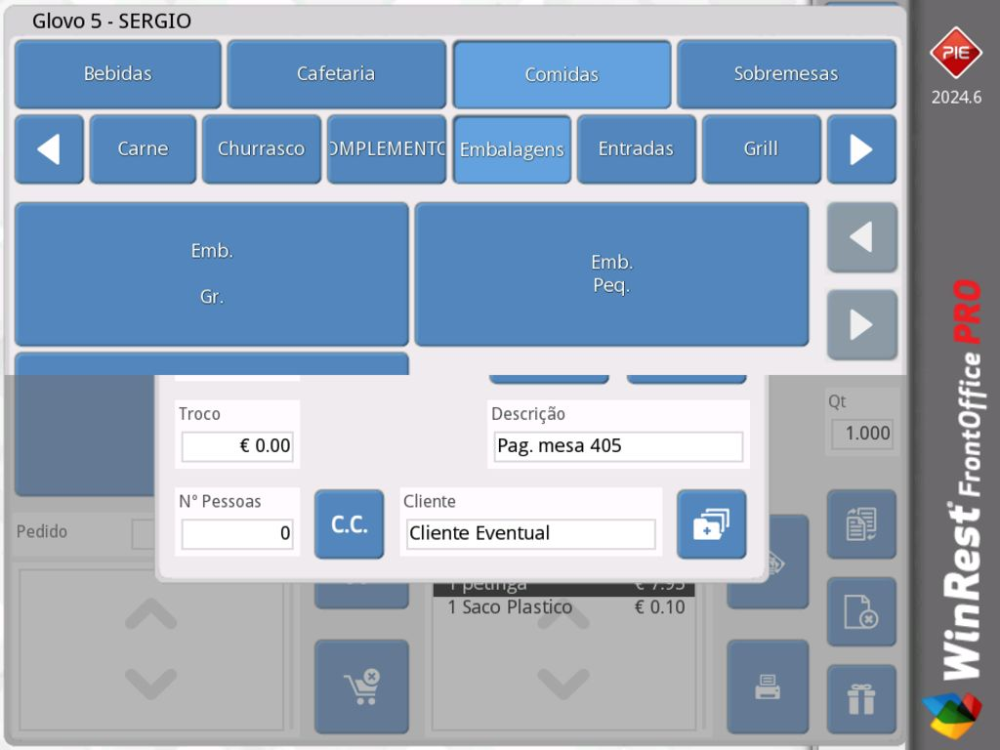 Glovo 5 - SERGIO
Bebidas
Cafetaria
Comidas
Sobremesas
PIE
2024.6
Carne
Churrasco
OMPLEMENTO
Embalagens
Entradas
Grill
Emb.
Gr.
Emb.
Peq.
Troco
€ 0.00
Descrição
Pag. mesa 405
Qt
1.000
Nº Pessoas
0
C.C.
Cliente
Cliente Eventual
Pedido
1 petinga € 7.95
1 Saco Plastico € 0.10
WinRest FrontOffice PRO